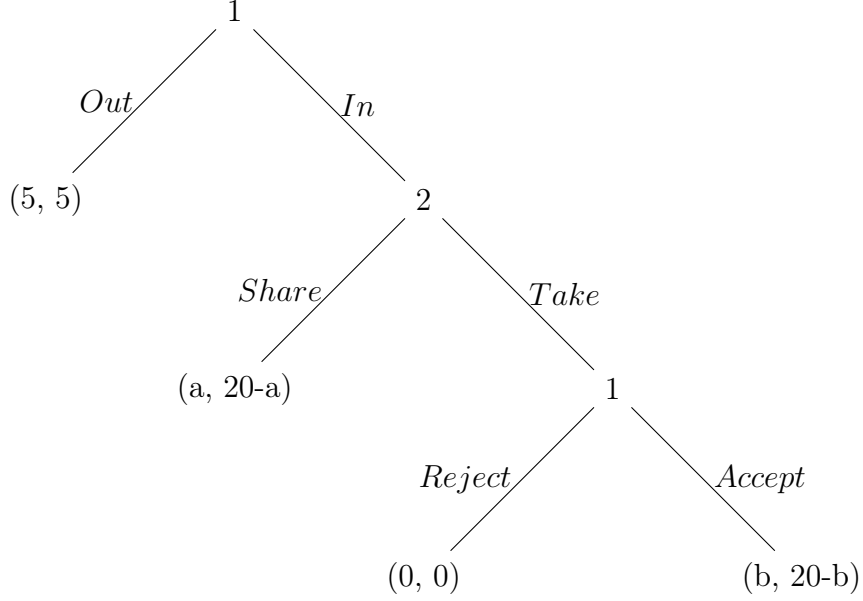 1
Out
In
(5, 5)
2
Share
Take
(a, 20-a)
1
Reject
Accept
(0, 0)
(b, 20-b)